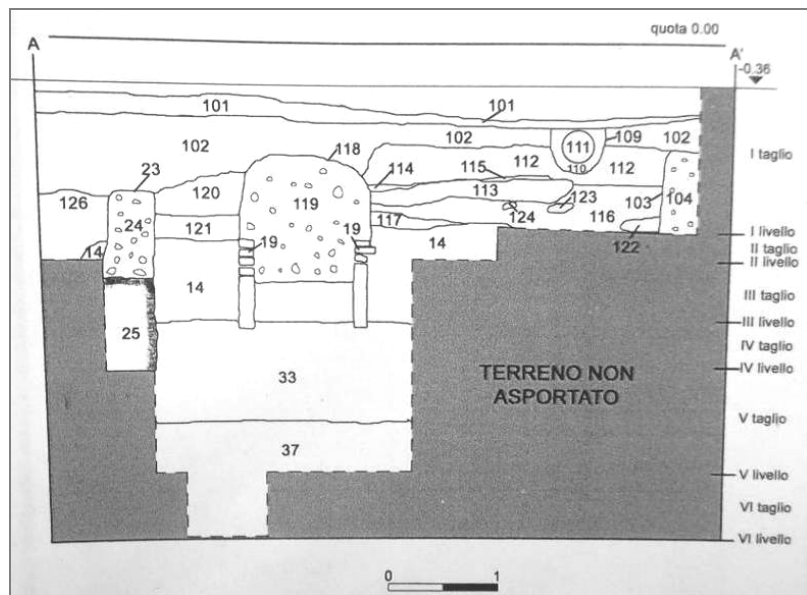 quota 0.00
A A'
-0.36
101 101
102 102 109 102
111
110
118
I taglio
112 112
114 115
23
120 119 113 103 104
126 123
24 117 124 116
121
122
I livello
19 19
14 14
II taglio
II livello
14
III taglio
25
III livello
IV taglio
33
TERRENO NON
ASPORTATO
IV livello
V taglio
37
V livello
VI taglio
VI livello
0 1